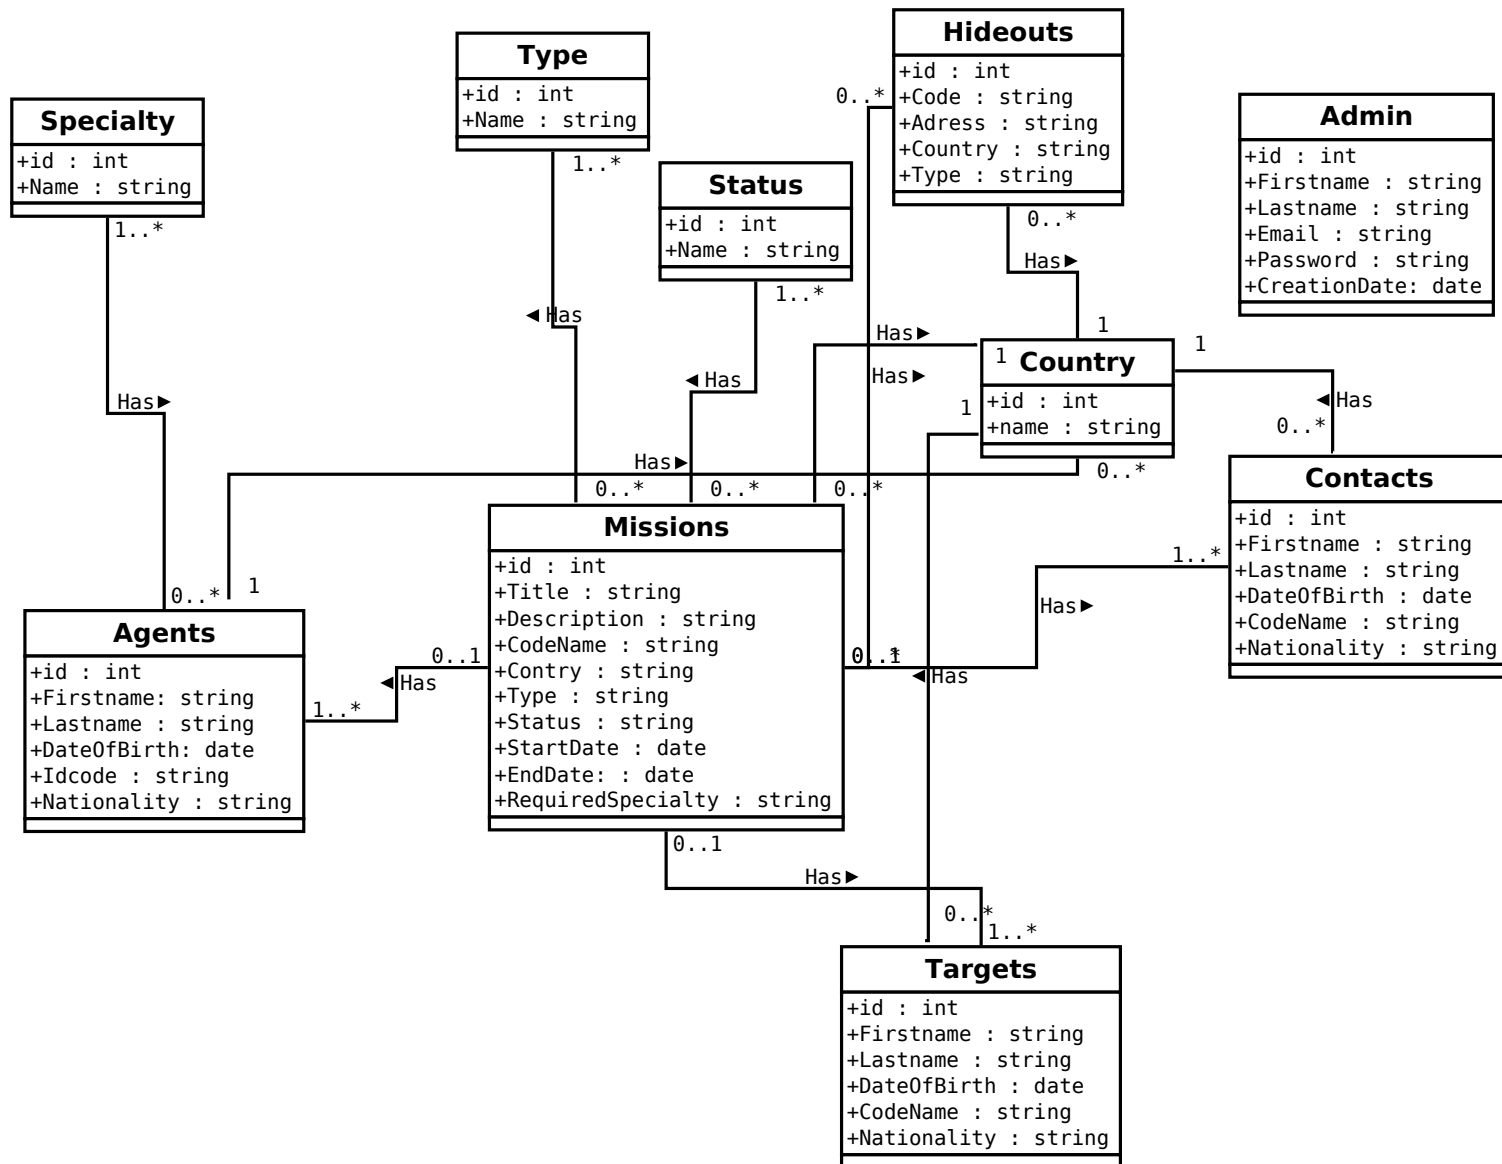 Hideouts
+id : int
+Code : string
+Adress : string
+Country : string
+Type : string
0..*
0..*
Has►
Type
+id : int
+Name : string
1..*
◄Has
Specialty
+id : int
+Name : string
1..*
Has►
Status
+id : int
+Name : string
1..*
◄Has
Admin
+id : int
+Firstname : string
+Lastname : string
+Email : string
+Password : string
+CreationDate: date
1
1
Has►
1
Has►
1
Country
+id : int
+name : string
0..*
◄Has
0..*
Has►
0..*
0..*
0..*
Contacts
+id : int
+Firstname : string
+Lastname : string
+DateOfBirth : date
+CodeName : string
+Nationality : string
1..*
Has►
Missions
+id : int
+Title : string
+Description : string
+CodeName : string
+Contry : string
+Type : string
+Status : string
+StartDate : date
+EndDate: : date
+RequiredSpecialty : string
0..*
1
Agents
+id : int
+Firstname: string
+Lastname : string
+DateOfBirth: date
+Idcode : string
+Nationality : string
0..1
◄Has
1..*
0..1
0..*
◄Has
0..1
Has►
0..*
1..*
Targets
+id : int
+Firstname : string
+Lastname : string
+DateOfBirth : date
+CodeName : string
+Nationality : string